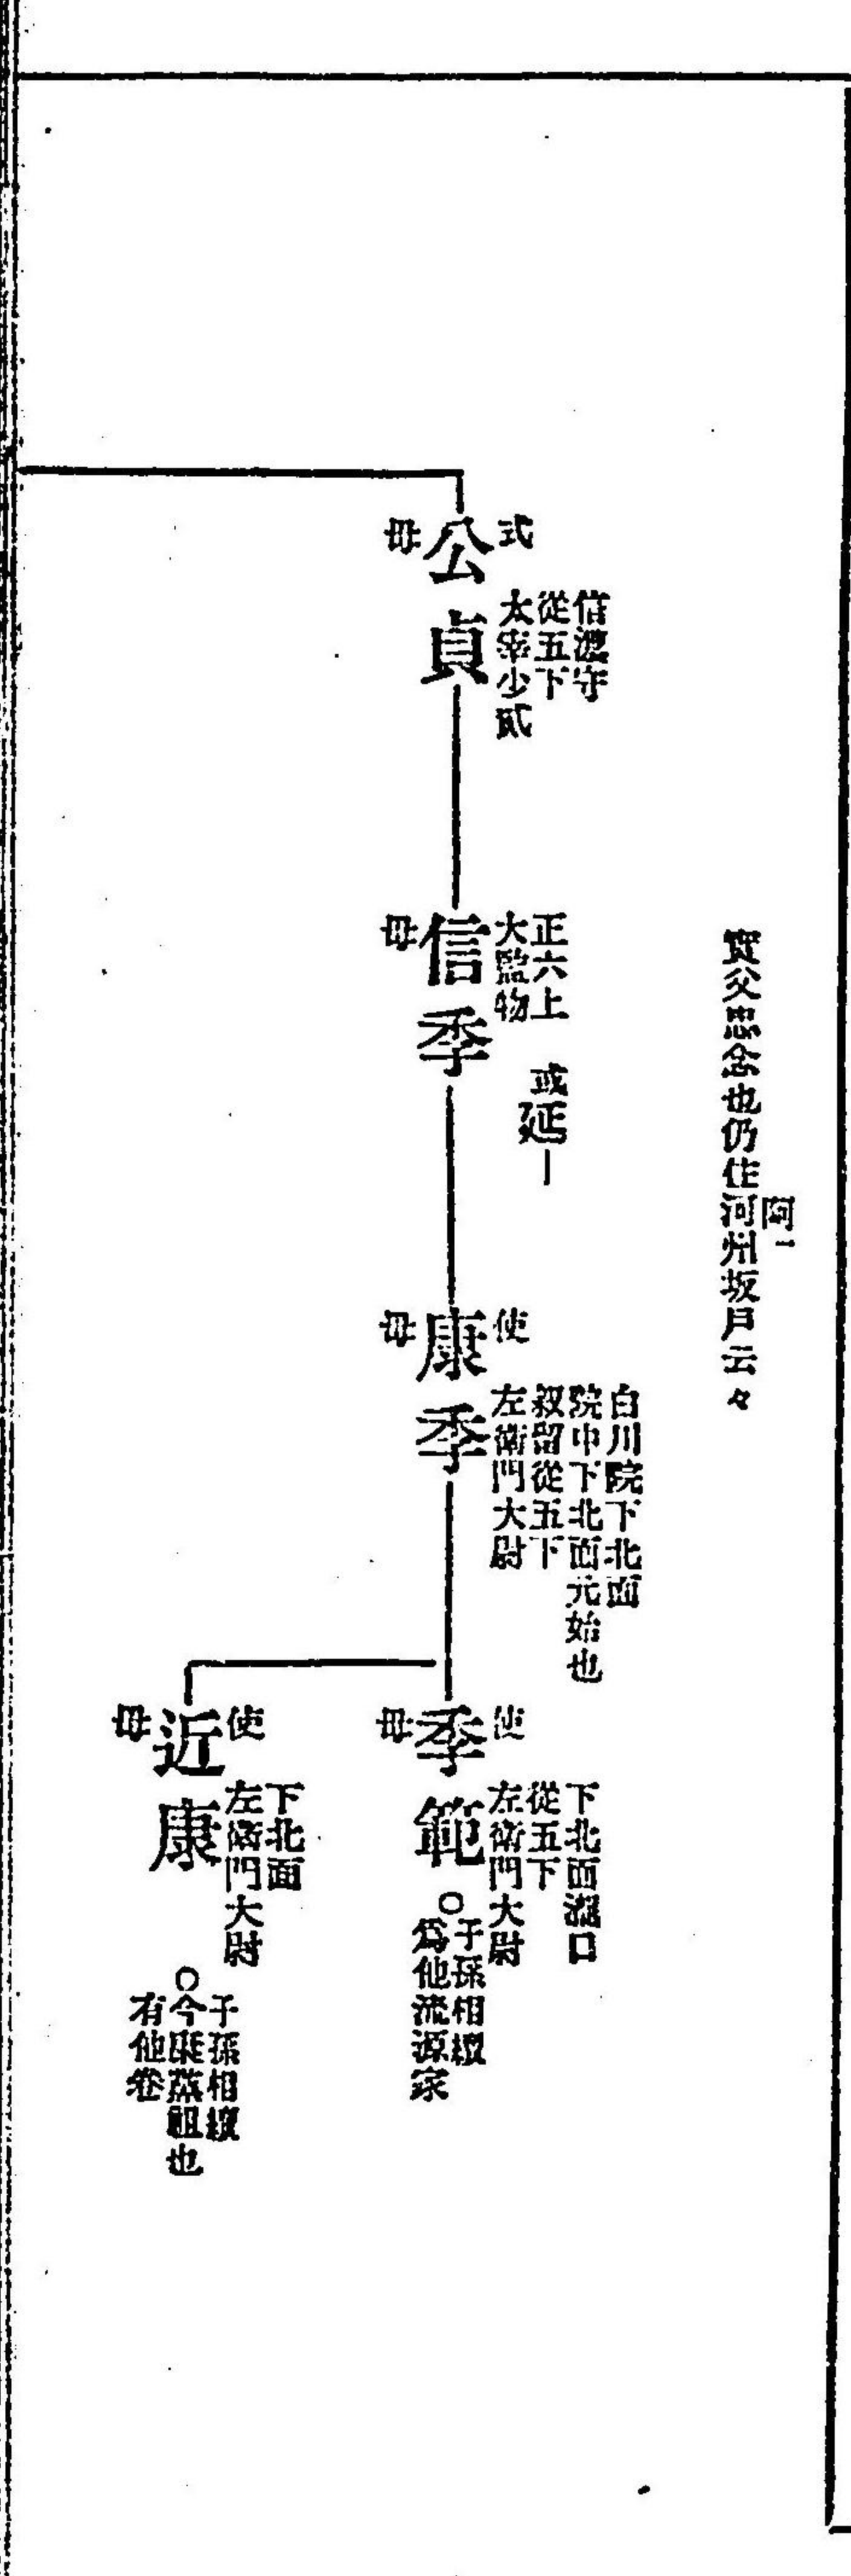 阿一
實父忠念也仍住河州坂戸云々
信濃守
從五下
太宰少貳
式
公貞
母
正六上 或延—
大監物
信季
母
白川院下北面
院中下北面元始也
叙留從五下
左衛門大尉
使
康季
母
下北面瀧口
從五下
左衛門大尉
使
季範
母
○子孫相續
爲他流源家
下北面
左衛門大尉
使
近康
母
子孫相續
○今
祖也
有他卷